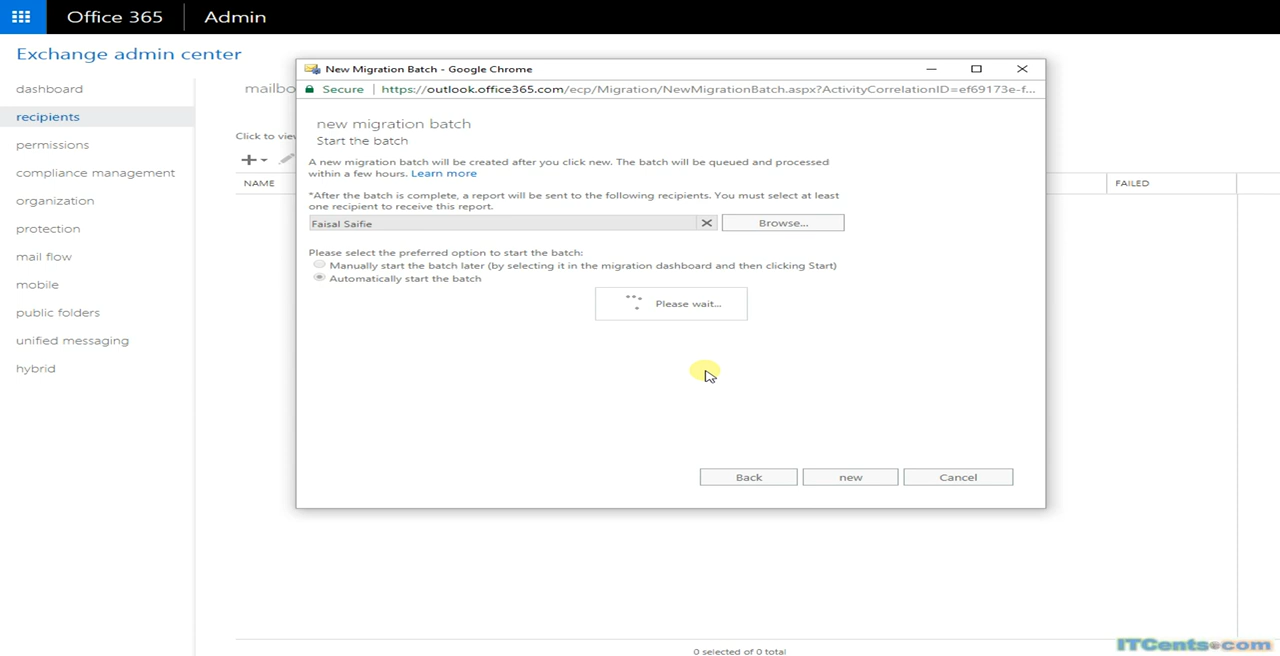 Office 365
Admin
Exchange admin center
dashboard
recipients
permissions
compliance management
organization
protection
mail flow
mobile
public folders
unified messaging
hybrid
Click to
NAME
FAILED
0 selected of 0 total
New Migration Batch - Google Chrome
Secure
https://outlook.office365.com/ecp/Migration/NewMigrationBatch.aspx?ActivityCorrelationID=ef69173e-f...
new migration batch
Start the batch
A new migration batch will be created after you click new. The batch will be queued and processed
within a few hours. Learn more
*After the batch is complete, a report will be sent to the following recipients. You must select at least
one recipient to receive this report.
Faisal Saifie
Browse...
Please select the preferred option to start the batch:
Manually start the batch later (by selecting it in the migration dashboard and then clicking Start)
Automatically start the batch
Please wait...
Back
new
Cancel
ITCents.com